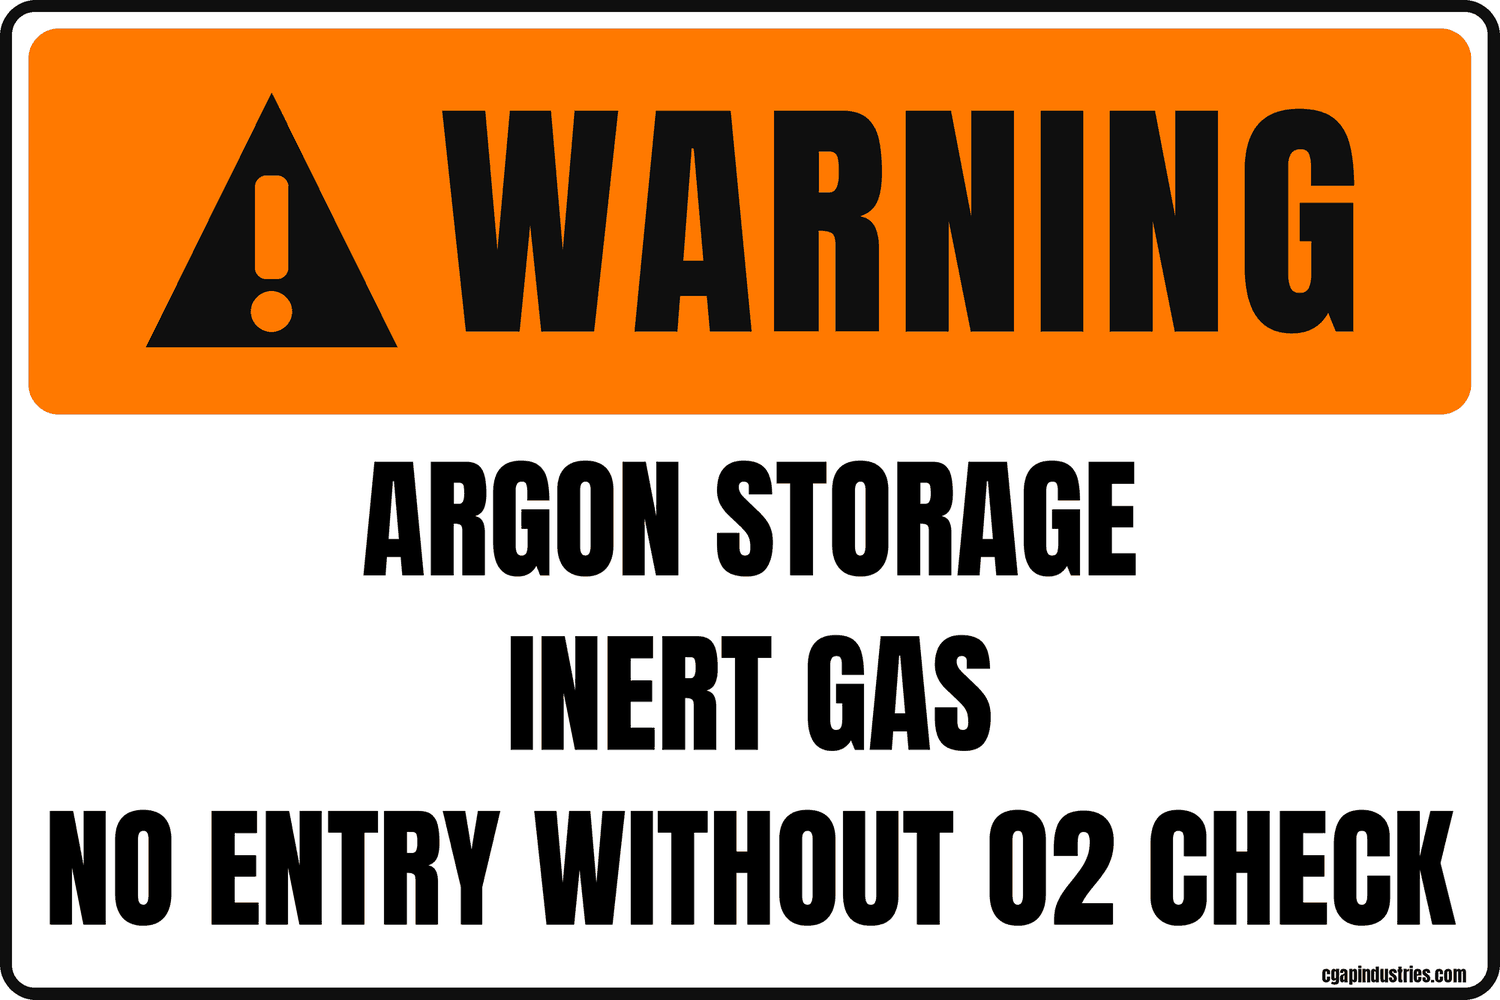 WARNING
ARGON STORAGE
INERT GAS
NO ENTRY WITHOUT O2 CHECK
cgapindustries.com